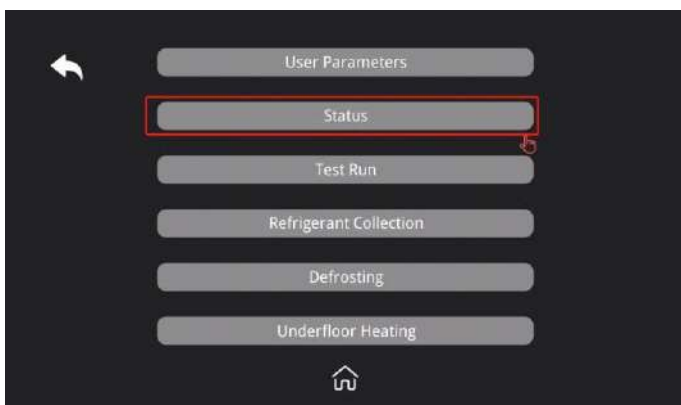 User Parameters
Status
Test Run
Refrigerant Collection
Defrosting
Underfloor Heating